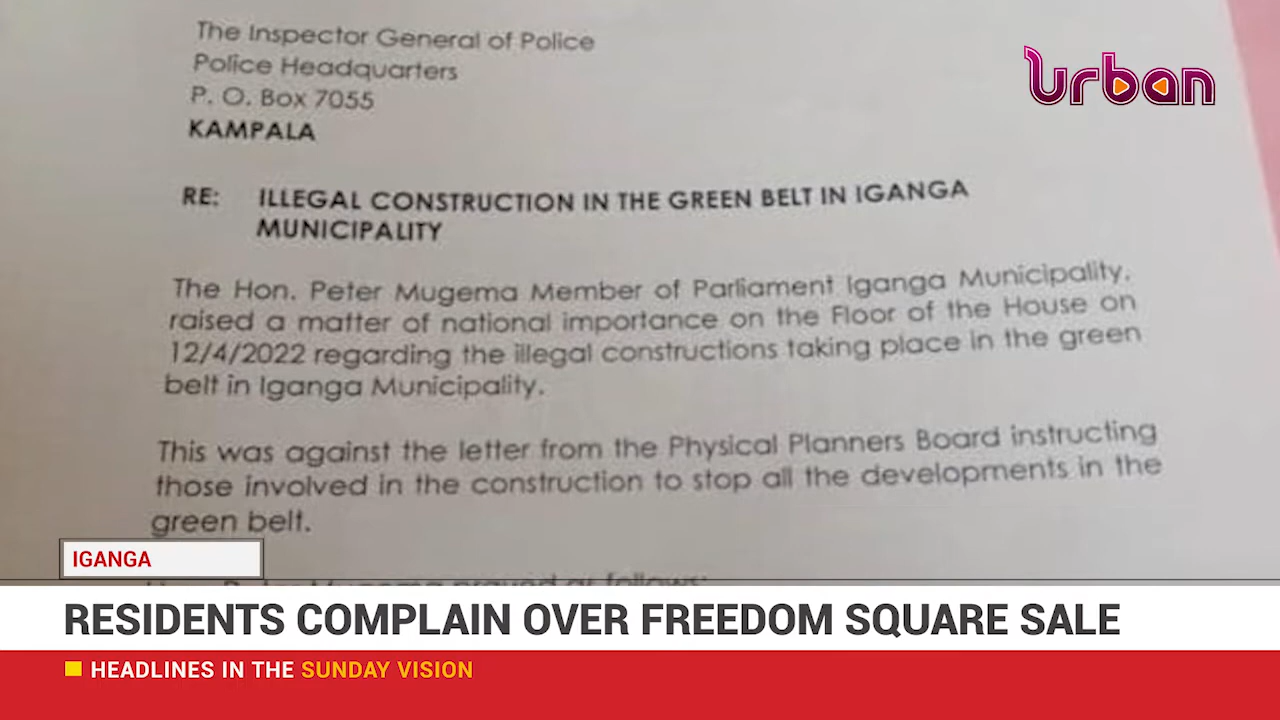 The Inspector General of Police
Police Headquarters
P. O. Box 7055
KAMPALA
Urban
RE: ILLEGAL CONSTRUCTION IN THE GREEN BELT IN IGANGA
MUNICIPALITY
The Hon. Peter Mugema Member of Parliament Iganga Municipality,
raised a matter of national importance on the Floor of the House on
12/4/2022 regarding the illegal constructions taking place in the green
belt in Iganga Municipality.
This was against the letter from the Physical Planners Board instructing
those involved in the construction to stop all the developments in the
green belt.
Peter Mugema prayed as follows:
IGANGA
RESIDENTS COMPLAIN OVER FREEDOM SQUARE SALE
HEADLINES IN THE SUNDAY VISION